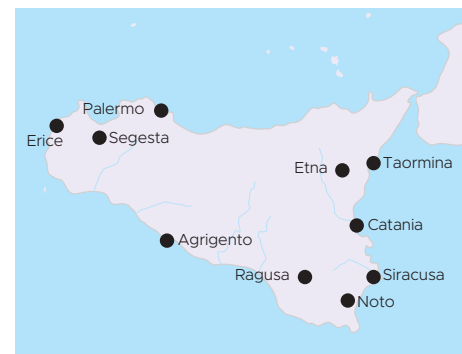 Palermo
Erice
Segesta
Etna
Taormina
Catania
Agrigento
Ragusa
Siracusa
Noto